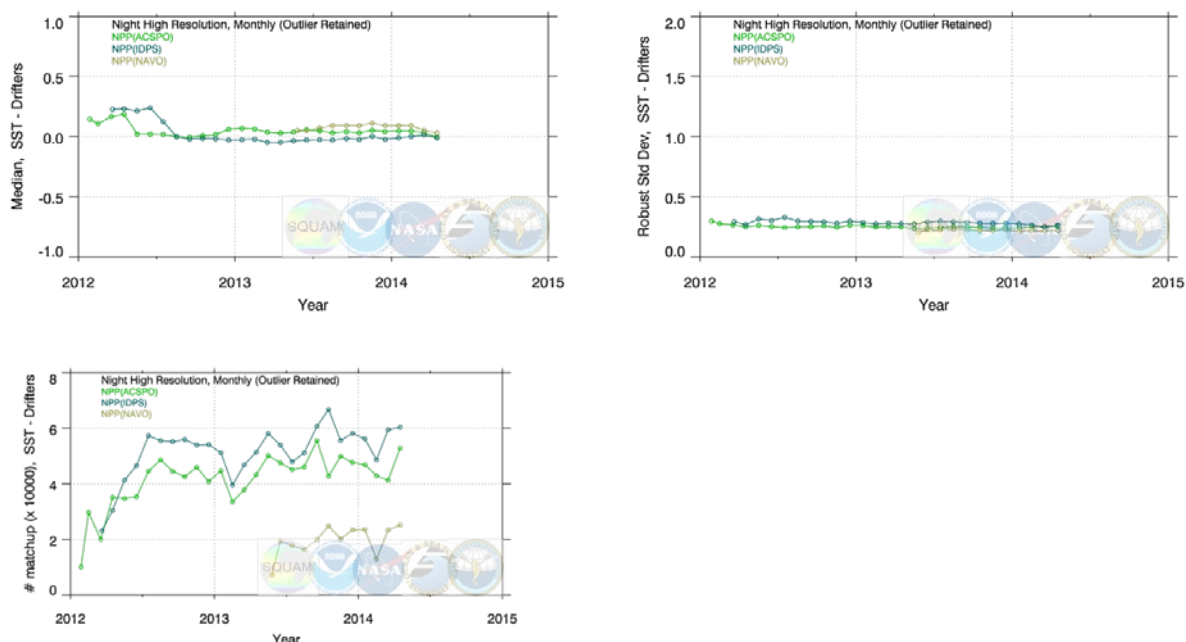 Median, SST - Drifters
1.0
0.5
0.0
-0.5
-1.0
Night High Resolution, Monthly (Outlier Retained)
NPP(ACSPO)
NPP(IDPS)
NPP(NAVO)
SQUAM
NASA
2012
2013
2014
2015
Year
Robust Std Dev, SST - Drifters
2.0
1.5
1.0
0.5
0.0
Night High Resolution, Monthly (Outlier Retained)
NPP(ACSPO)
NPP(IDPS)
NPP(NAVO)
SQUAM
NASA
2012
2013
2014
2015
Year
# matchup (x 10000), SST - Drifters
8
6
4
2
0
Night High Resolution, Monthly (Outlier Retained)
NPP(ACSPO)
NPP(IDPS)
NPP(NAVO)
SQUAM
NASA
2012
2013
2014
2015
Year